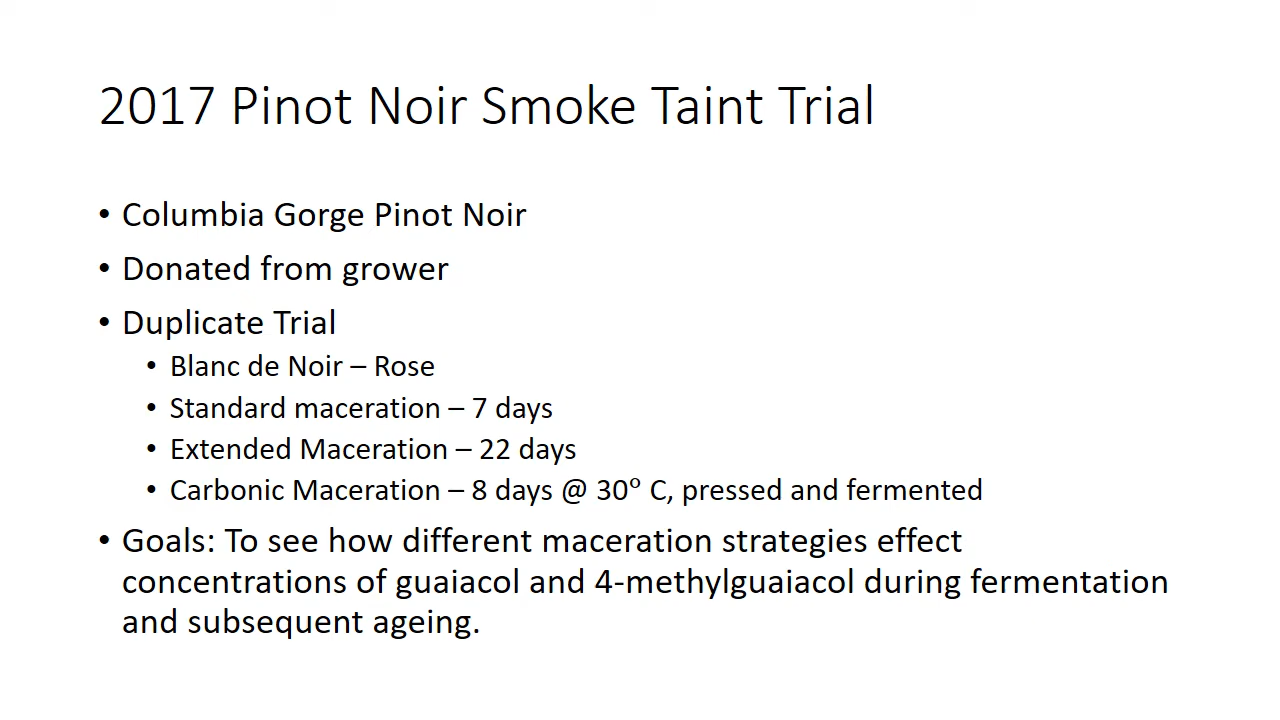 2017 Pinot Noir Smoke Taint Trial
• Columbia Gorge Pinot Noir
• Donated from grower
• Duplicate Trial
• Blanc de Noir – Rose
• Standard maceration – 7 days
• Extended Maceration – 22 days
• Carbonic Maceration – 8 days @ 30° C, pressed and fermented
• Goals: To see how different maceration strategies effect
concentrations of guaiacol and 4-methylguaiacol during fermentation
and subsequent ageing.